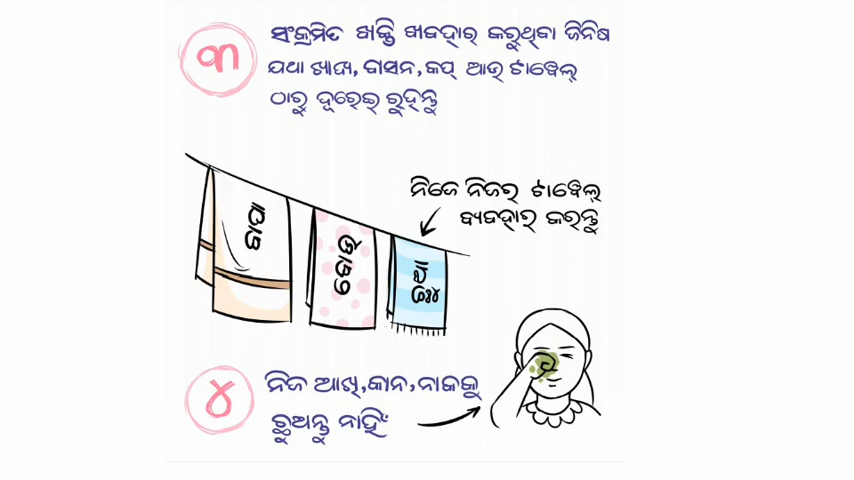 ୩
ସଂକ୍ରମିତ ବ୍ୟକ୍ତି ବ୍ୟବହାର କରୁଥିବା ଜିନିଷ
ଯଥା ଖାଦ୍ୟ, ବାସନ, କପ୍ ଆଉ ଟାୱେଲ୍
ଠାରୁ ଦୂରେଇ ରୁହନ୍ତୁ
ନିଜେ ନିଜର ଟାୱେଲ୍
ବ୍ୟବହାର କରନ୍ତୁ
ବାପା
ବୋଉ
୪
ନିଜ ଆଖି, କାନ, ନାକକୁ
ଛୁଅନ୍ତୁ ନାହିଁ